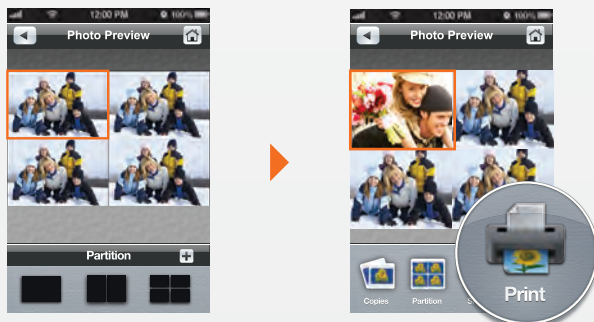 12:00 PM
100%
Photo Preview
Partition
12:00 PM
100%
Photo Preview
Copies
Partition
Print